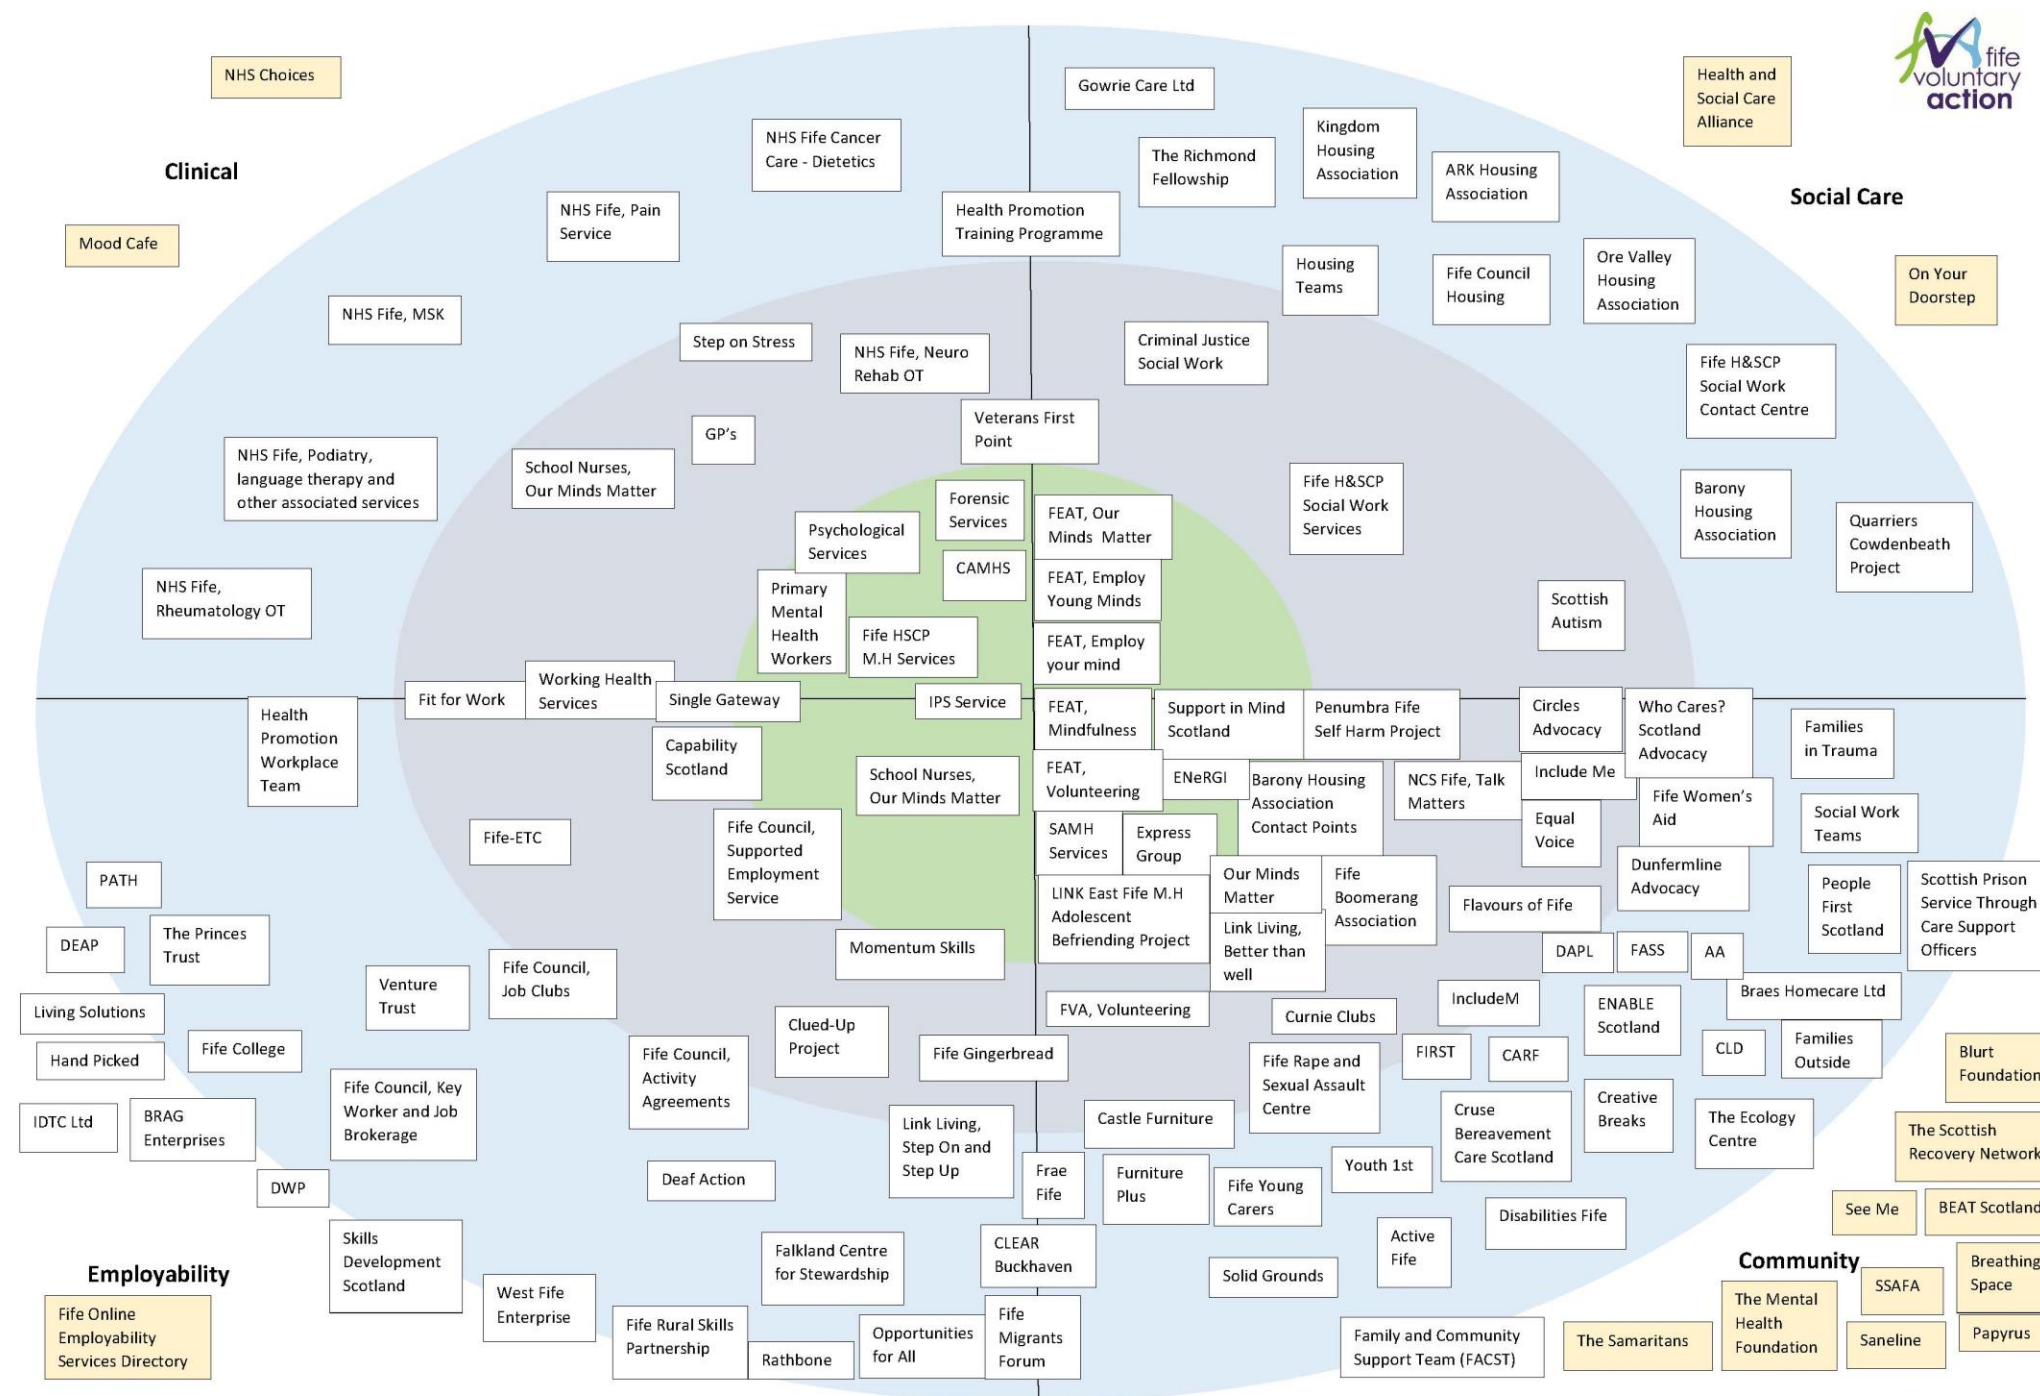 fva fife
voluntary
action
NHS Choices
Clinical
Mood Cafe
NHS Fife Cancer
Care - Dietetics
NHS Fife, Pain
Service
NHS Fife, MSK
Health Promotion
Training Programme
Step on Stress
NHS Fife, Neuro
Rehab OT
GP's
Veterans First
Point
NHS Fife, Podiatry,
language therapy and
other associated services
School Nurses,
Our Minds Matter
Forensic
Services
Psychological
Services
CAMHS
Primary
Mental
Health
Workers
Fife HSCP
M.H Services
NHS Fife,
Rheumatology OT
Gowrie Care Ltd
The Richmond
Fellowship
Kingdom
Housing
Association
ARK Housing
Association
Health and
Social Care
Alliance
Social Care
Housing
Teams
Fife Council
Housing
Ore Valley
Housing
Association
On Your
Doorstep
Criminal Justice
Social Work
Fife H&SCP
Social Work
Contact Centre
Fife H&SCP
Social Work
Services
Barony
Housing
Association
Quarriers
Cowdenbeath
Project
FEAT, Our
Minds Matter
FEAT, Employ
Young Minds
FEAT, Employ
your mind
Scottish
Autism
Health
Promotion
Workplace
Team
Fit for Work
Working Health
Services
Single Gateway
IPS Service
Capability
Scotland
School Nurses,
Our Minds Matter
Fife-ETC
Fife Council,
Supported
Employment
Service
Momentum Skills
PATH
DEAP
The Princes
Trust
Living Solutions
Hand Picked
Fife College
IDTC Ltd
BRAG
Enterprises
Venture
Trust
Fife Council,
Job Clubs
Fife Council, Key
Worker and Job
Brokerage
Fife Council,
Activity
Agreements
Clued-Up
Project
Fife Gingerbread
DWP
Deaf Action
Link Living,
Step On and
Step Up
Skills
Development
Scotland
Employability
Fife Online
Employability
Services Directory
West Fife
Enterprise
Fife Rural Skills
Partnership
Falkland Centre
for Stewardship
Rathbone
Opportunities
for All
Frae
Fife
CLEAR
Buckhaven
Fife
Migrants
Forum
FEAT,
Mindfulness
Support in Mind
Scotland
Penumbra Fife
Self Harm Project
Circles
Advocacy
Who Cares?
Scotland
Advocacy
Families
in Trauma
FEAT,
Volunteering
ENeRGI
Barony Housing
Association
Contact Points
NCS Fife, Talk
Matters
Include Me
Equal
Voice
Fife Women's
Aid
Social Work
Teams
SAMH
Services
Express
Group
Our Minds
Matter
Fife
Boomerang
Association
Flavours of Fife
Dunfermline
Advocacy
People
First
Scotland
Scottish Prison
Service Through
Care Support
Officers
LINK East Fife M.H
Adolescent
Befriending Project
Link Living,
Better than
well
DAPL
FASS
AA
FVA, Volunteering
Curnie Clubs
IncludeM
ENABLE
Scotland
Braes Homecare Ltd
Fife Rape and
Sexual Assault
Centre
FIRST
CARF
CLD
Families
Outside
Blurt
Foundation
Castle Furniture
Cruse
Bereavement
Care Scotland
Creative
Breaks
The Ecology
Centre
The Scottish
Recovery Network
Furniture
Plus
Fife Young
Carers
Youth 1st
Disabilities Fife
See Me
BEAT Scotland
Active
Fife
Solid Grounds
Community
Breathing
Space
SSAFA
The Mental
Health
Foundation
Family and Community
Support Team (FACST)
The Samaritans
Saneline
Papyrus